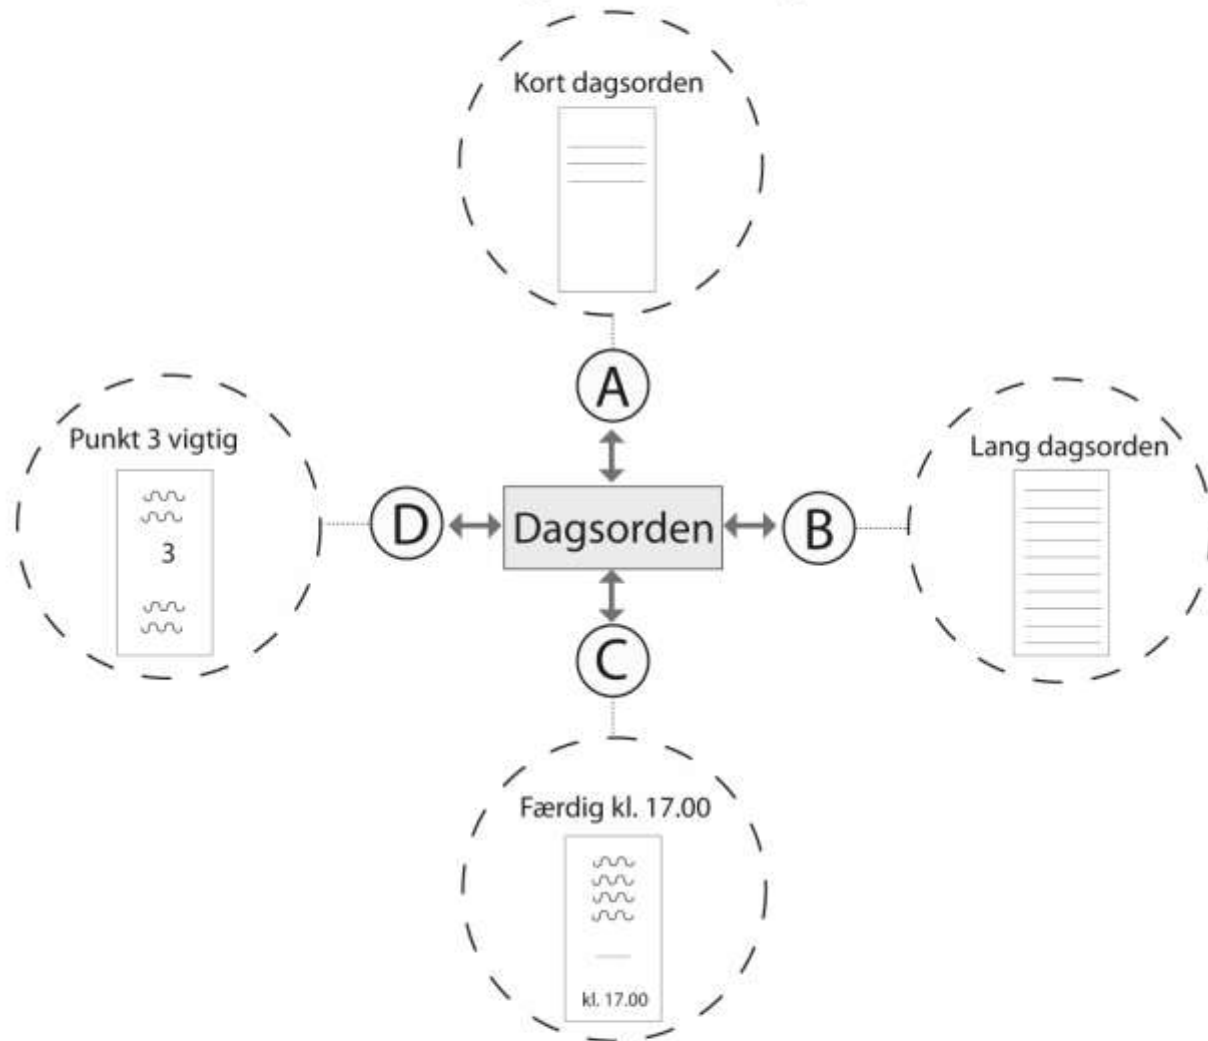 Kort dagsorden
A
Punkt 3 vigtig
3
D
Dagsorden
B
Lang dagsorden
C
Færdig kl. 17.00
kl. 17.00